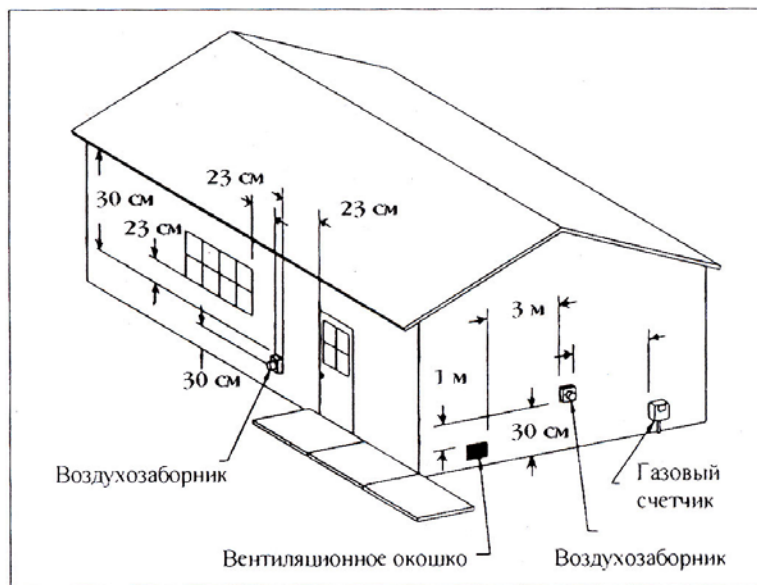 23 см
30 см
23 см
23 см
3 м
1 м
30 см
30 см
Воздухозаборник
Газовый
счетчик
Вентиляционное окошко
Воздухозаборник